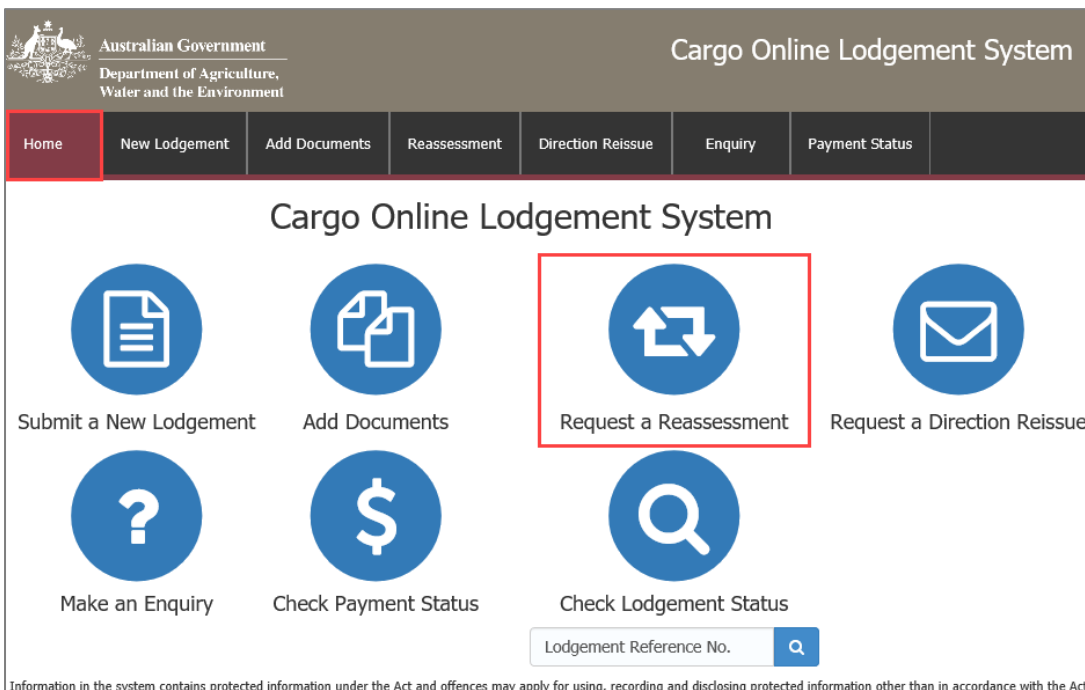 Australian Government
Department of Agriculture,
Water and the Environment
Cargo Online Lodgement System
Home New Lodgement Add Documents Reassessment Direction Reissue Enquiry Payment Status
Cargo Online Lodgement System
Submit a New Lodgement Add Documents Request a Reassessment Request a Direction Reissue
?
$
Make an Enquiry Check Payment Status Check Lodgement Status
Lodgement Reference No.
Information in the system contains protected information under the Act and offences may apply for using, recording and disclosing protected information other than in accordance with the Ac